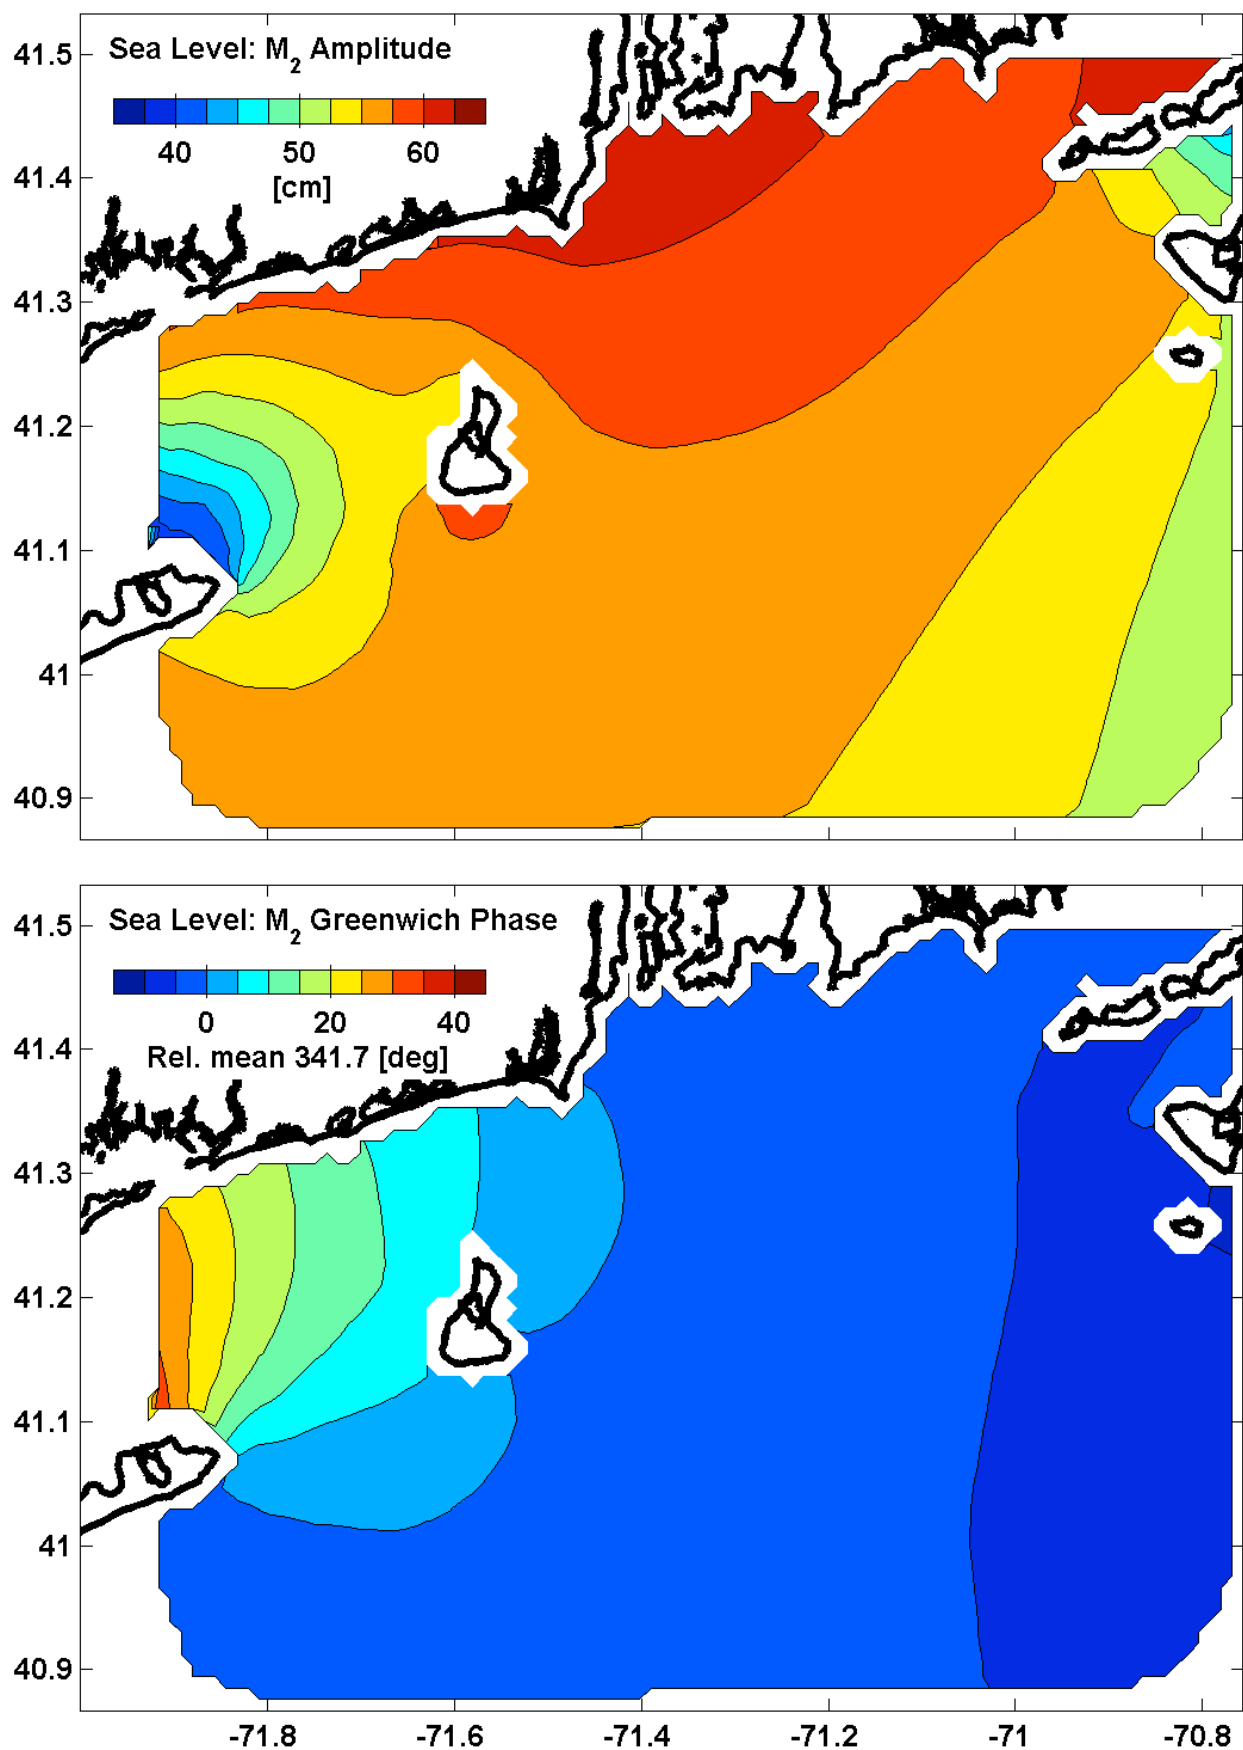 41.5
Sea Level: M2 Amplitude
40 50 60
[cm]
41.4
41.3
41.2
41.1
41
40.9
41.5
Sea Level: M2 Greenwich Phase
0 20 40
Rel. mean 341.7 [deg]
41.4
41.3
41.2
41.1
41
40.9
-71.8 -71.6 -71.4 -71.2 -71 -70.8